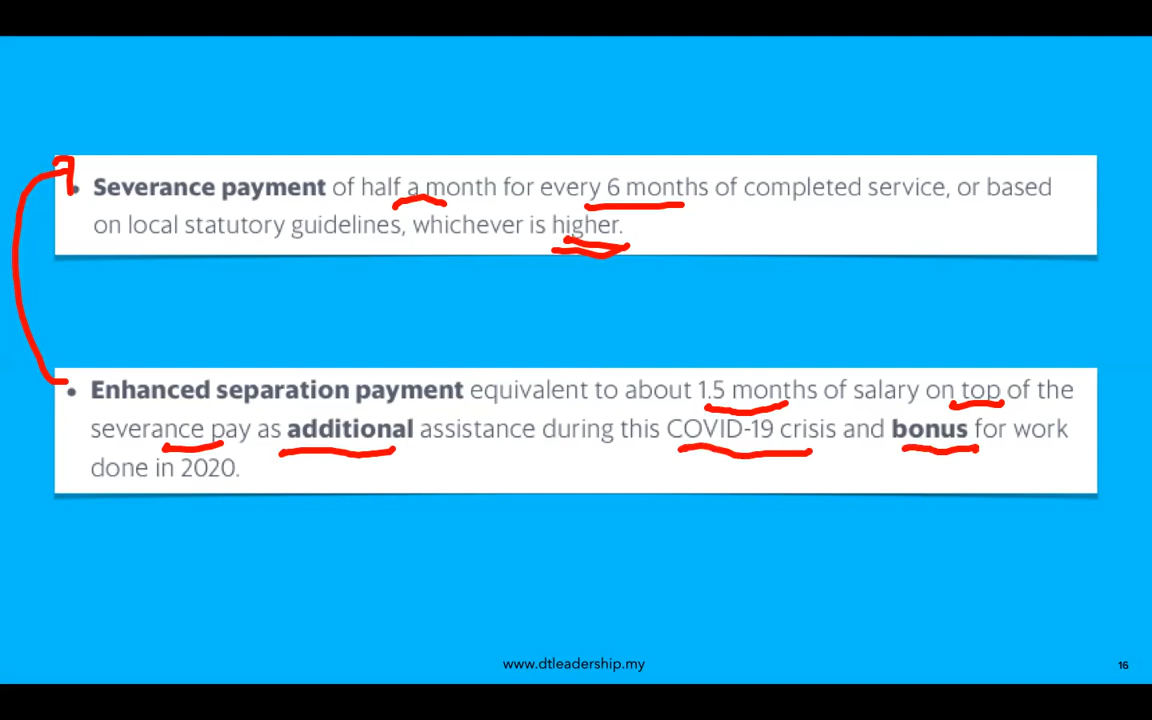 • Severance payment of half a month for every 6 months of completed service, or based
on local statutory guidelines, whichever is higher.
• Enhanced separation payment equivalent to about 1.5 months of salary on top of the
severance pay as additional assistance during this COVID-19 crisis and bonus for work
done in 2020.
www.dtleadership.my
16